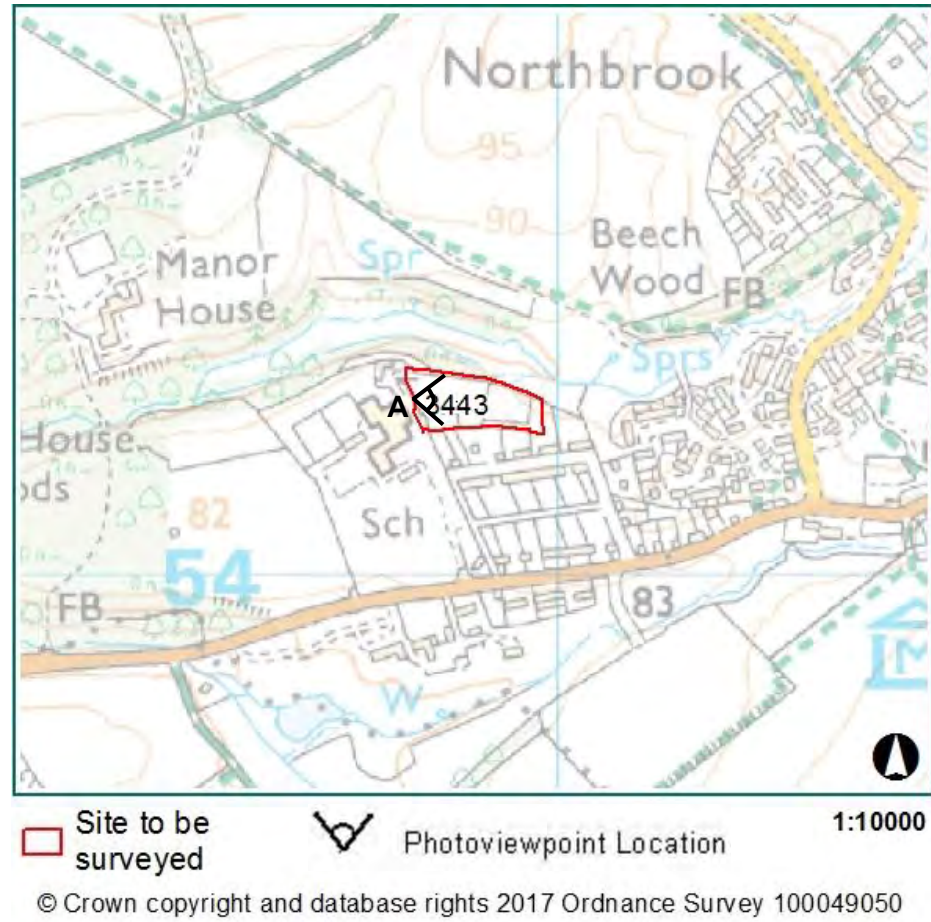 Northbrook
95
90
Spr
Beech
Wood
FB
Manor
House
Sprs
A
3443
House
ods
82
Sch
54
FB
83
W
M
Site to be
surveyed
Photoviewpoint Location
1:10000
© Crown copyright and database rights 2017 Ordnance Survey 100049050